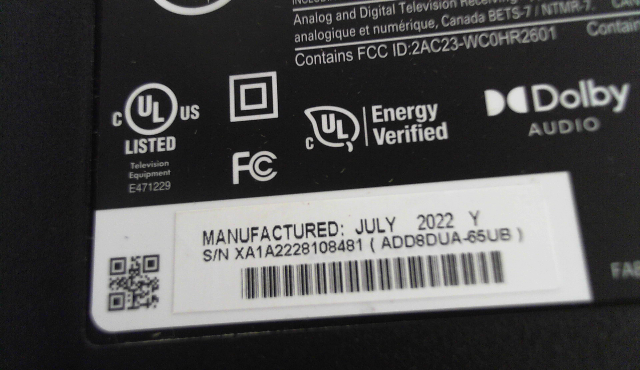 Analog and Digital Television Receiving
analogique et numérique, Canada BETS-7 / NTMR-7.
Contains FCC ID:2AC23-WC0HR2601
C UL US
LISTED
Television
Equipment
E471229
FC
C UL Energy
Verified
Dolby
AUDIO
MANUFACTURED: JULY 2022 Y
S/N XA1A2228108481 ( ADD8DUA-65UB )